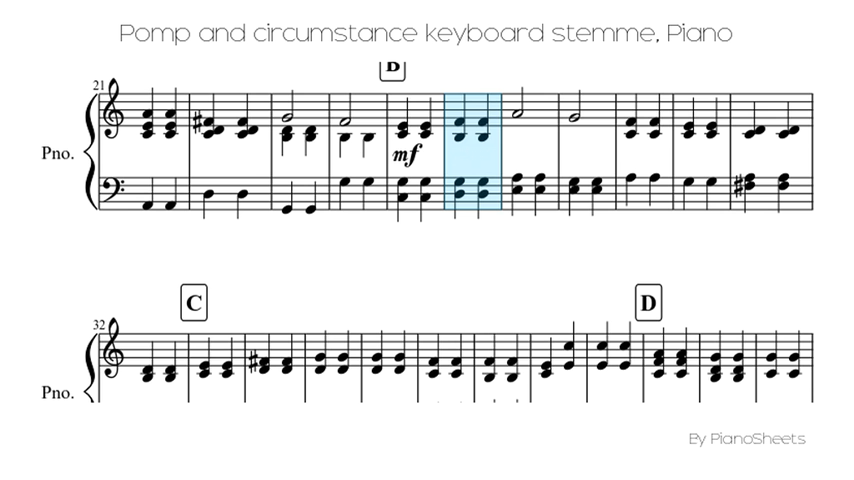 Pomp and circumstance keyboard stemme, Piano
21
Pno.
mf
32
C
D
Pno.
By PianoSheets